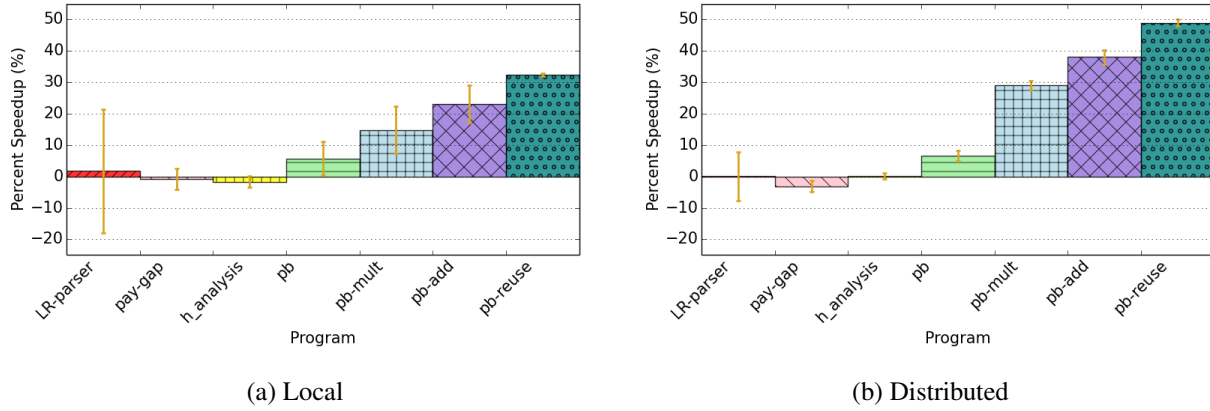 50
40
30
20
10
0
−10
−20
Percent Speedup (%)
LR-parser
pay-gap
h_analysis
pb
pb-mult
pb-add
pb-reuse
Program
(a) Local
50
40
30
20
10
0
−10
−20
Percent Speedup (%)
LR-parser
pay-gap
h_analysis
pb
pb-mult
pb-add
pb-reuse
Program
(b) Distributed